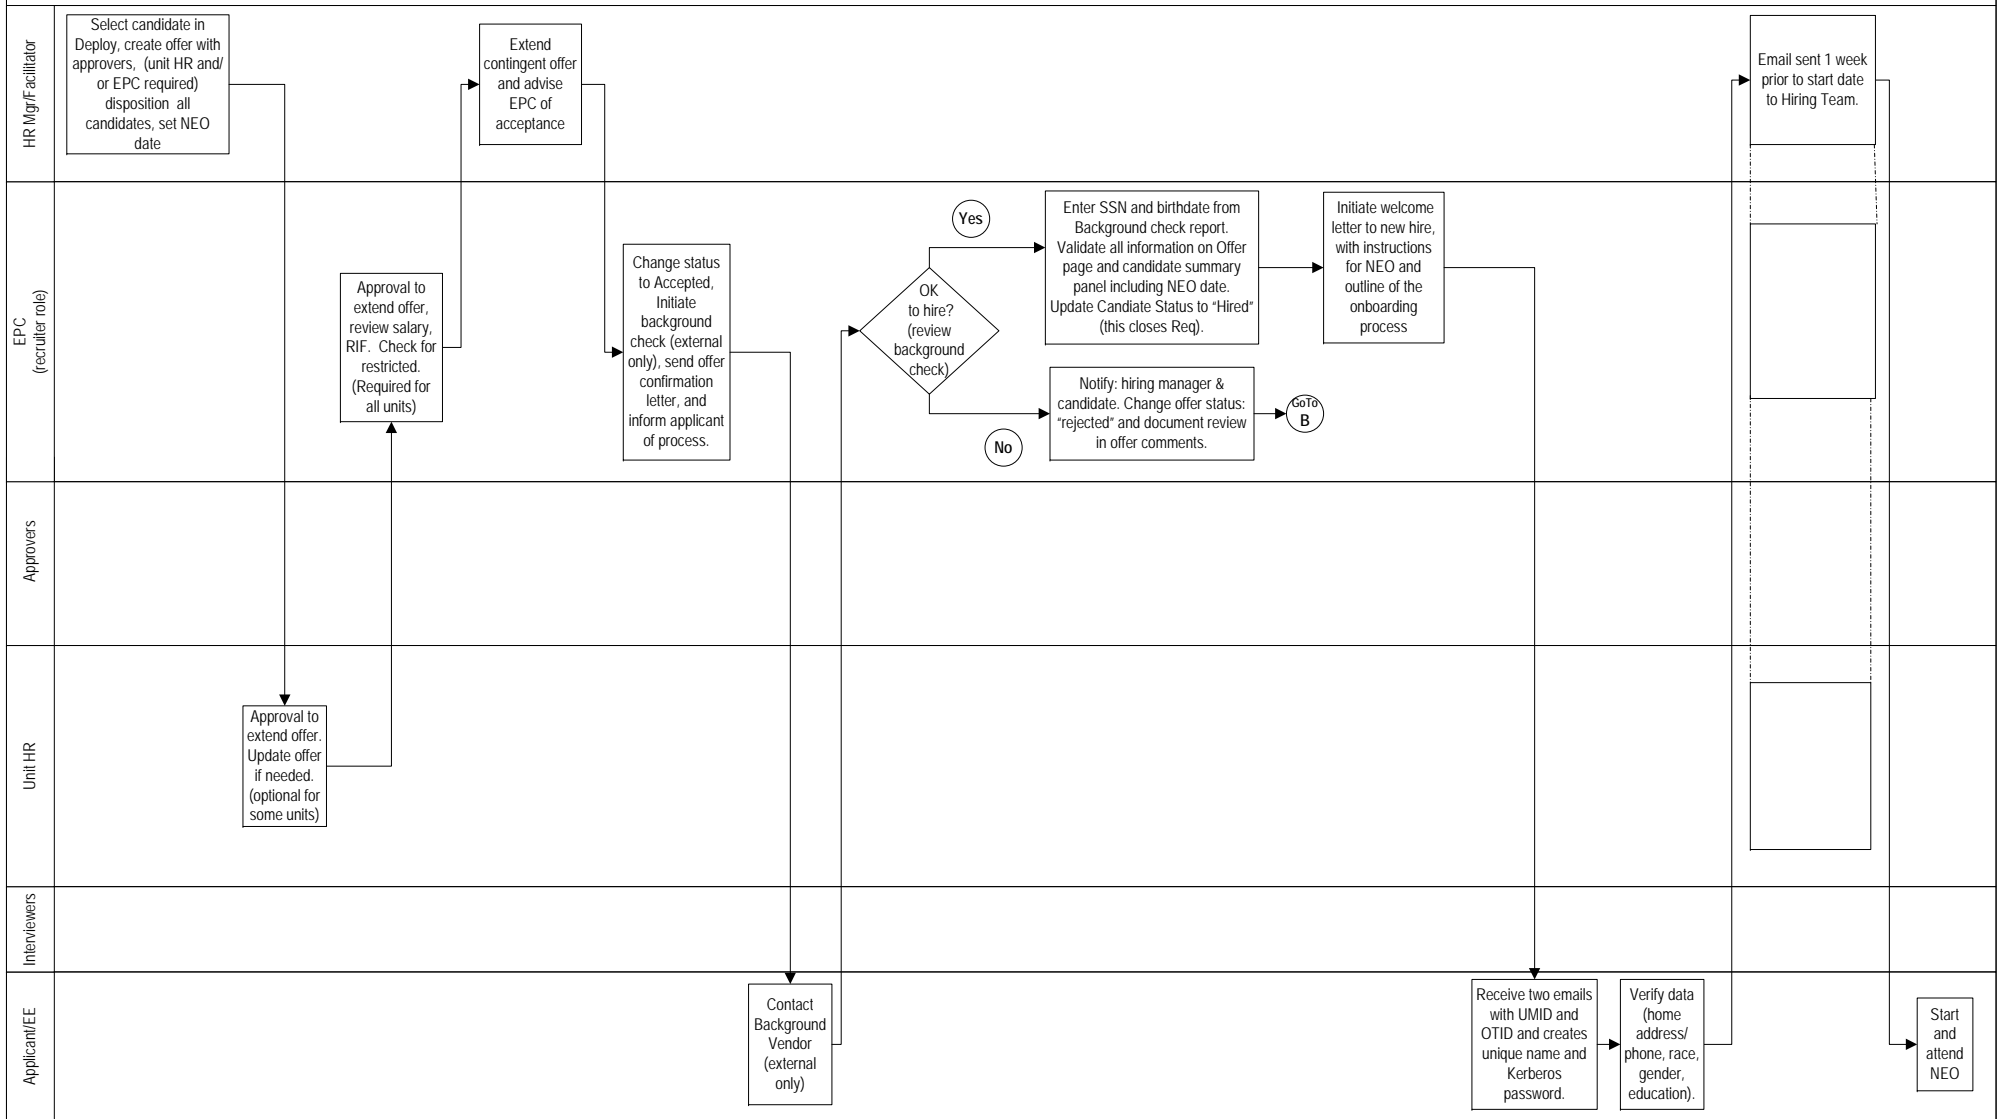 HR Mgr/Facilitator
Select candidate in
Deploy, create offer with
approvers, (unit HR and/
or EPC required)
disposition all
candidates, set NEO
date
Extend
contingent offer
and advise
EPC of
acceptance
Email sent 1 week
prior to start date
to Hiring Team.
EPC
(recruiter role)
Approval to
extend offer,
review salary,
RIF. Check for
restricted.
(Required for
all units)
Change status
to Accepted,
Initiate
background
check (external
only), send offer
confirmation
letter, and
inform applicant
of process.
OK
to hire?
(review
background
check)
Yes
Enter SSN and birthdate from
Background check report.
Validate all information on Offer
page and candidate summary
panel including NEO date.
Update Candiate Status to “Hired”
(this closes Req).
Initiate welcome
letter to new hire,
with instructions
for NEO and
outline of the
onboarding
process
No
Notify: hiring manager &
candidate. Change offer status:
“rejected” and document review
in offer comments.
GoTo
B
Approvers
Unit HR
Approval to
extend offer.
Update offer
if needed.
(optional for
some units)
Interviewers
Applicant/EE
Contact
Background
Vendor
(external
only)
Receive two emails
with UMID and
OTID and creates
unique name and
Kerberos
password.
Verify data
(home
address/
phone, race,
gender,
education).
Start
and
attend
NEO